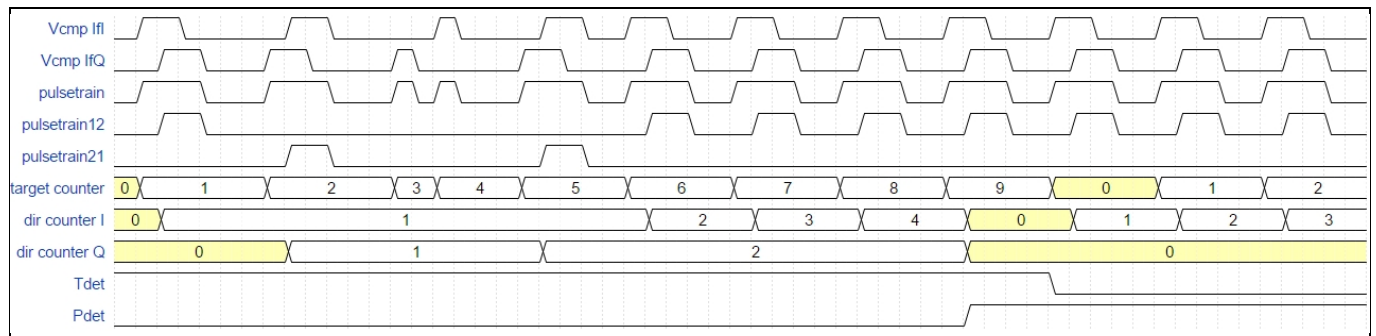 Vcmp IfI
Vcmp IfQ
pulsetrain
pulsetrain12
pulsetrain21
target counter 0 1 2 3 4 5 6 7 8 9 0 1 2
dir counter I 0 1 2 3 4 0 1 2 3
dir counter Q 0 1 2 0
Tdet
Pdet